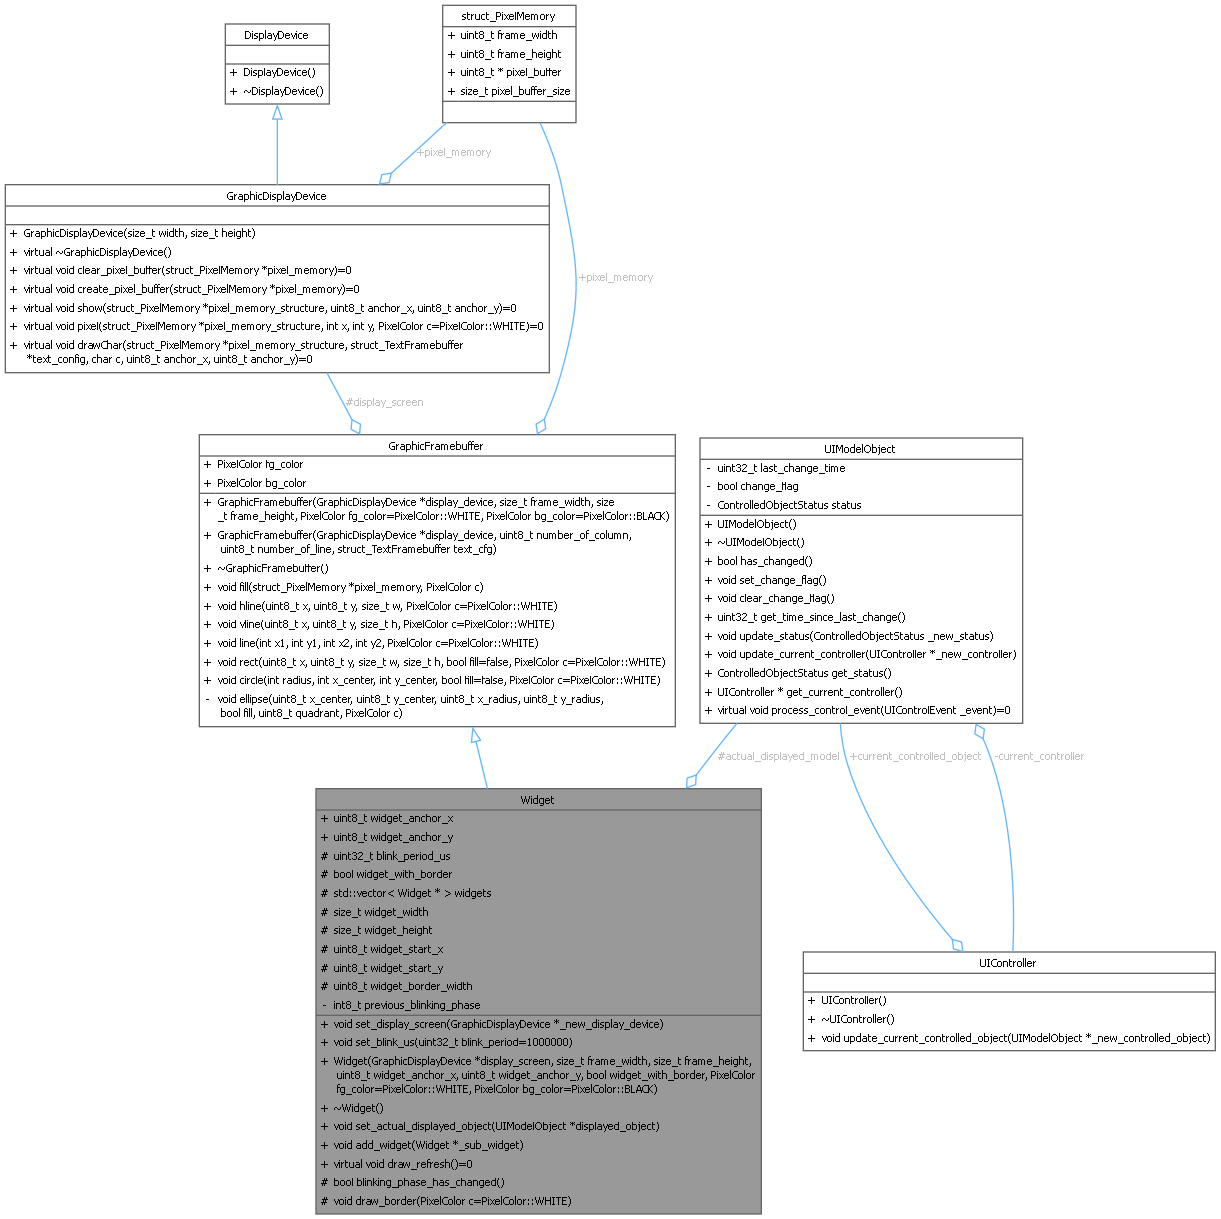 struct_PixelMemory
+ uint8_t frame_width
+ uint8_t frame_height
+ uint8_t * pixel_buffer
+ size_t pixel_buffer_size
DisplayDevice
+ DisplayDevice()
+ ~DisplayDevice()
+pixel_memory
GraphicDisplayDevice
+ GraphicDisplayDevice(size_t width, size_t height)
+ virtual ~GraphicDisplayDevice()
+ virtual void clear_pixel_buffer(struct_PixelMemory *pixel_memory)=0
+ virtual void create_pixel_buffer(struct_PixelMemory *pixel_memory)=0
+ virtual void show(struct_PixelMemory *pixel_memory_structure, uint8_t anchor_x, uint8_t anchor_y)=0
+ virtual void pixel(struct_PixelMemory *pixel_memory_structure, int x, int y, PixelColor c=PixelColor::WHITE)=0
+ virtual void drawChar(struct_PixelMemory *pixel_memory_structure, struct_TextFramebuffer
*text_config, char c, uint8_t anchor_x, uint8_t anchor_y)=0
+pixel_memory
#display_screen
GraphicFramebuffer
+ PixelColor fg_color
+ PixelColor bg_color
+ GraphicFramebuffer(GraphicDisplayDevice *display_device, size_t frame_width, size
_t frame_height, PixelColor fg_color=PixelColor::WHITE, PixelColor bg_color=PixelColor::BLACK)
+ GraphicFramebuffer(GraphicDisplayDevice *display_device, uint8_t number_of_column,
uint8_t number_of_line, struct_TextFramebuffer text_cfg)
+ ~GraphicFramebuffer()
+ void fill(struct_PixelMemory *pixel_memory, PixelColor c)
+ void hline(uint8_t x, uint8_t y, size_t w, PixelColor c=PixelColor::WHITE)
+ void vline(uint8_t x, uint8_t y, size_t h, PixelColor c=PixelColor::WHITE)
+ void line(int x1, int y1, int x2, int y2, PixelColor c=PixelColor::WHITE)
+ void rect(uint8_t x, uint8_t y, size_t w, size_t h, bool fill=false, PixelColor c=PixelColor::WHITE)
+ void circle(int radius, int x_center, int y_center, bool fill=false, PixelColor c=PixelColor::WHITE)
- void ellipse(uint8_t x_center, uint8_t y_center, uint8_t x_radius, uint8_t y_radius,
bool fill, uint8_t quadrant, PixelColor c)
UIModelObject
- uint32_t last_change_time
- bool change_flag
- ControlledObjectStatus status
+ UIModelObject()
+ ~UIModelObject()
+ bool has_changed()
+ void set_change_flag()
+ void clear_change_flag()
+ uint32_t get_time_since_last_change()
+ void update_status(ControlledObjectStatus _new_status)
+ void update_current_controller(UIController *_new_controller)
+ ControlledObjectStatus get_status()
+ UIController * get_current_controller()
+ virtual void process_control_event(UIControlEvent _event)=0
#actual_displayed_model
+current_controlled_object
-current_controller
Widget
+ uint8_t widget_anchor_x
+ uint8_t widget_anchor_y
# uint32_t blink_period_us
# bool widget_with_border
# std::vector< Widget * > widgets
# size_t widget_width
# size_t widget_height
# uint8_t widget_start_x
# uint8_t widget_start_y
# uint8_t widget_border_width
- int8_t previous_blinking_phase
+ void set_display_screen(GraphicDisplayDevice *_new_display_device)
+ void set_blink_us(uint32_t blink_period=1000000)
+ Widget(GraphicDisplayDevice *display_screen, size_t frame_width, size_t frame_height,
uint8_t widget_anchor_x, uint8_t widget_anchor_y, bool widget_with_border, PixelColor
fg_color=PixelColor::WHITE, PixelColor bg_color=PixelColor::BLACK)
+ ~Widget()
+ void set_actual_displayed_object(UIModelObject *displayed_object)
+ void add_widget(Widget *_sub_widget)
+ virtual void draw_refresh()=0
# bool blinking_phase_has_changed()
# void draw_border(PixelColor c=PixelColor::WHITE)
UIController
+ UIController()
+ ~UIController()
+ void update_current_controlled_object(UIModelObject *_new_controlled_object)